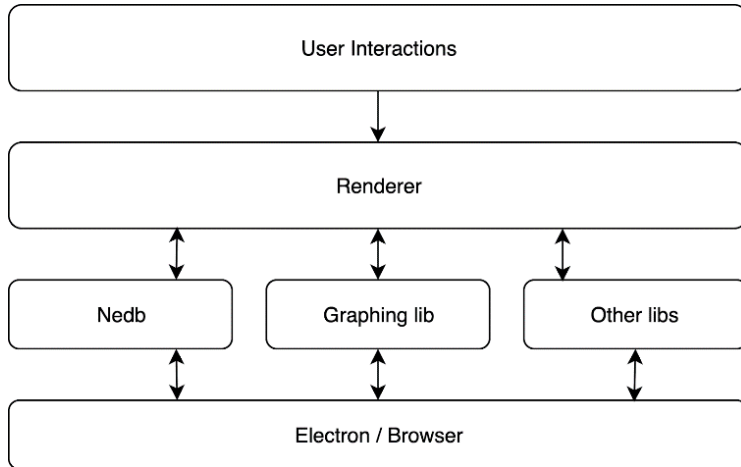 User Interactions
Renderer
Nedb
Graphing lib
Other libs
Electron / Browser